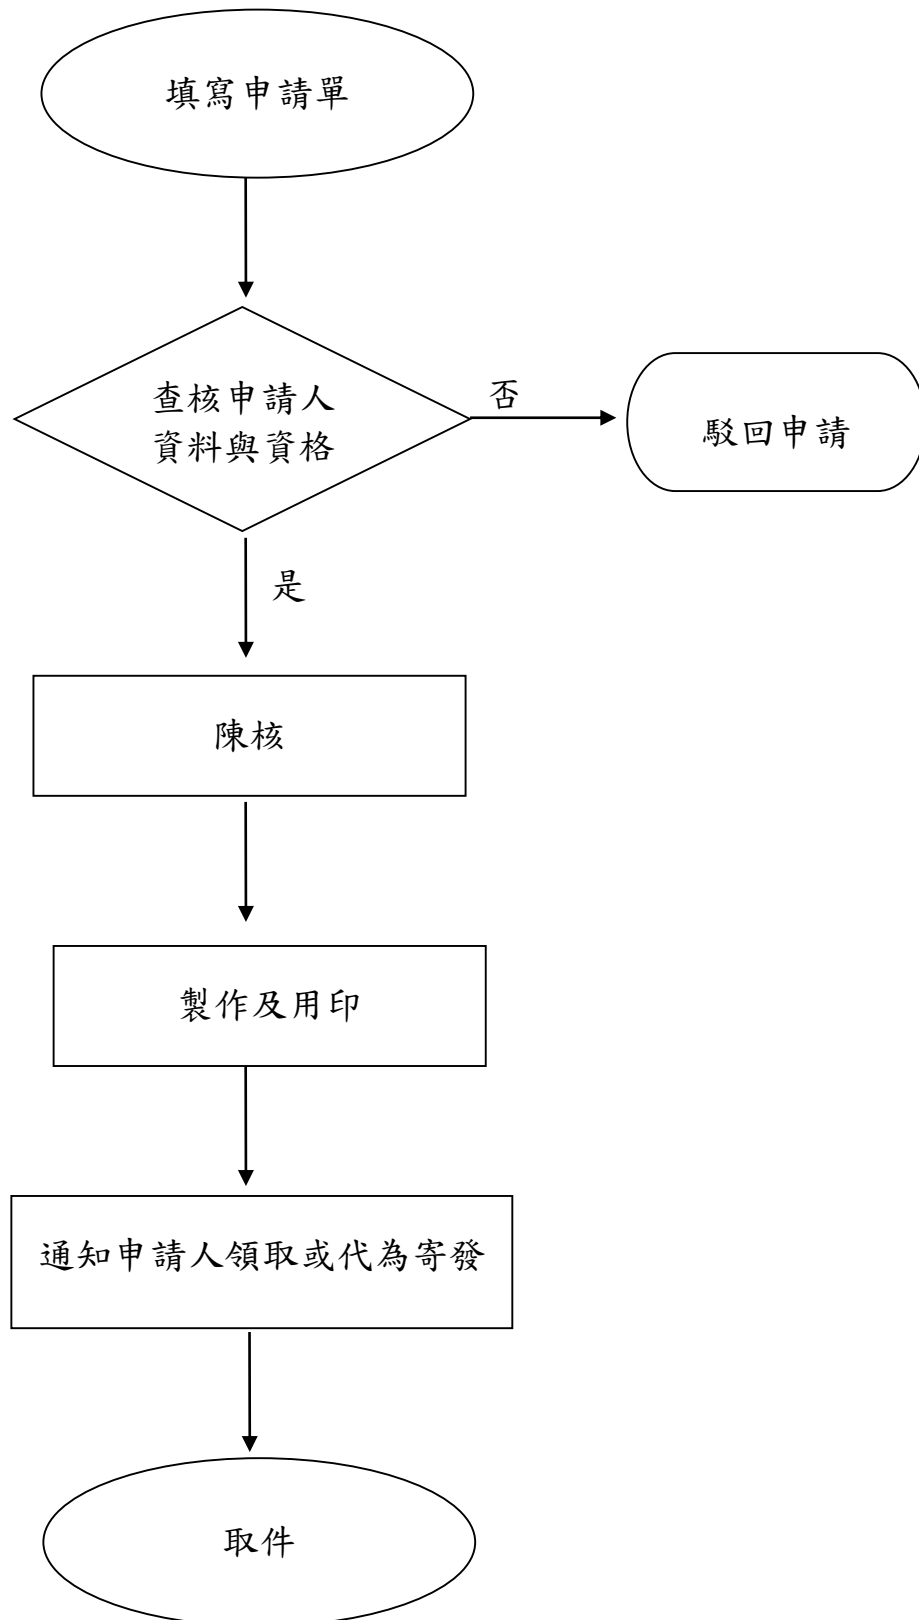 填寫申請單
查核申請人
資料與資格
否
駁回申請
是
陳核
製作及用印
通知申請人領取或代為寄發
取件